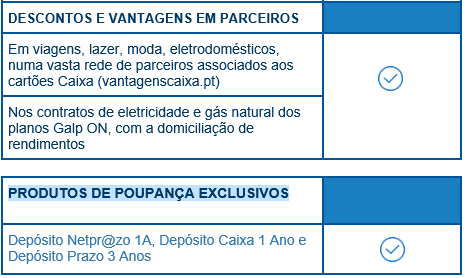 DESCONTOS E VANTAGENS EM PARCEIROS
Em viagens, lazer, moda, eletrodomésticos,
numa vasta rede de parceiros associados aos
cartões Caixa (vantagenscaixa.pt)
Nos contratos de eletricidade e gás natural dos
planos Galp ON, com a domiciliação de
rendimentos
PRODUTOS DE POUPANÇA EXCLUSIVOS
Depósito Netpr@zo 1A, Depósito Caixa 1 Ano e
Depósito Prazo 3 Anos